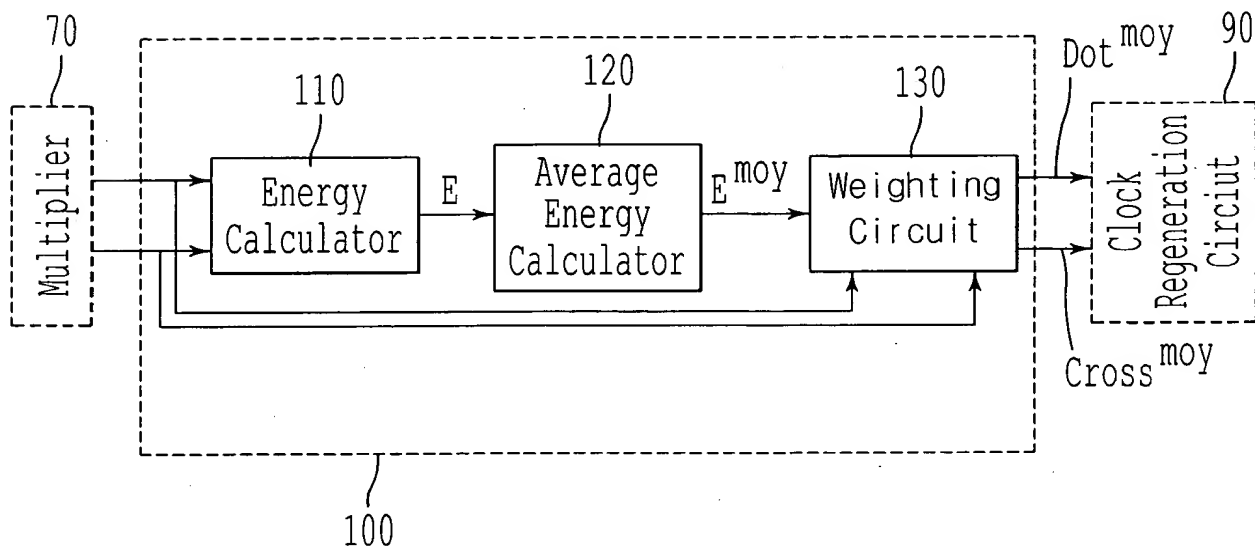 70
Multiplier
110
Energy
Calculator
E
120
Average
Energy
Calculator
E moy
130
Weighting
Circuit
Dot moy
Cross moy
90
Clock
Regeneration
Circiut
100